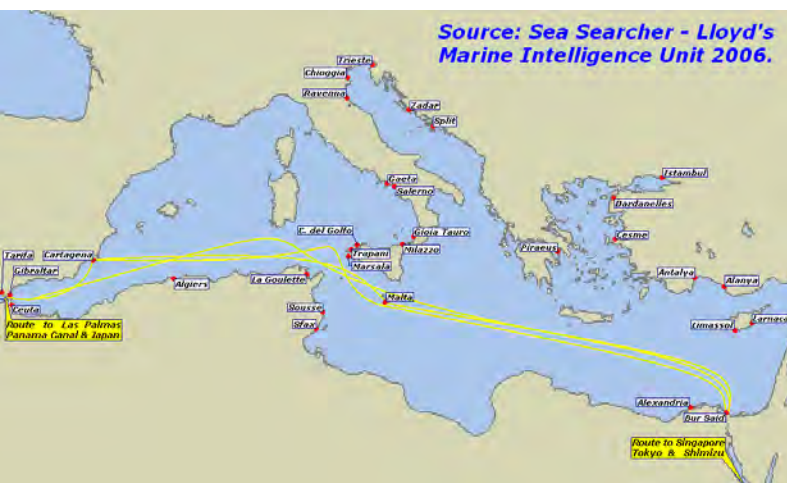 Source: Sea Searcher - Lloyd's
Marine Intelligence Unit 2006.
Trieste
Chioggia
Ravenna
Zadar
Split
Istambul
Gaeta
Salerno
Dardanelles
C. del Golfo
Gioia Tauro
Cesme
Tarifa
Cartagena
Trapani
Milazzo
Piraeus
Gibraltar
Marsala
Antalya
Algiers
La Goulette
Alanya
Malta
Ceuta
Sousse
Larnaca
Sfax
Limassol
Route to Las Palmas
Panama Canal & Japan
Alexandria
Bur Said
Route to Singapore
Tokyo & Shimizu